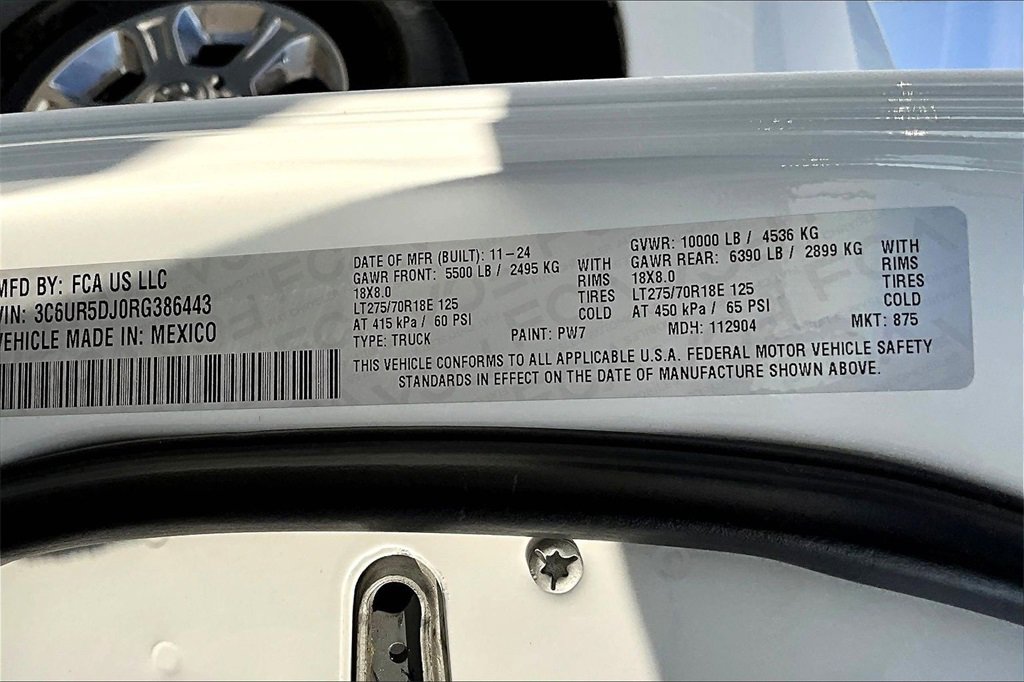 MFD BY: FCA US LLC
VIN: 3C6UR5DJ0RG386443
VEHICLE MADE IN: MEXICO
DATE OF MFR (BUILT): 11-24
GAWR FRONT: 5500 LB / 2495 KG WITH
18X8.0 RIMS
LT275/70R18E 125 TIRES
AT 415 kPa / 60 PSI COLD
TYPE: TRUCK PAINT: PW7
GVWR: 10000 LB / 4536 KG
GAWR REAR: 6390 LB / 2899 KG WITH
18X8.0 RIMS
LT275/70R18E 125 TIRES
AT 450 kPa / 65 PSI COLD
MDH: 112904 MKT: 875
THIS VEHICLE CONFORMS TO ALL APPLICABLE U.S.A. FEDERAL MOTOR VEHICLE SAFETY
STANDARDS IN EFFECT ON THE DATE OF MANUFACTURE SHOWN ABOVE.